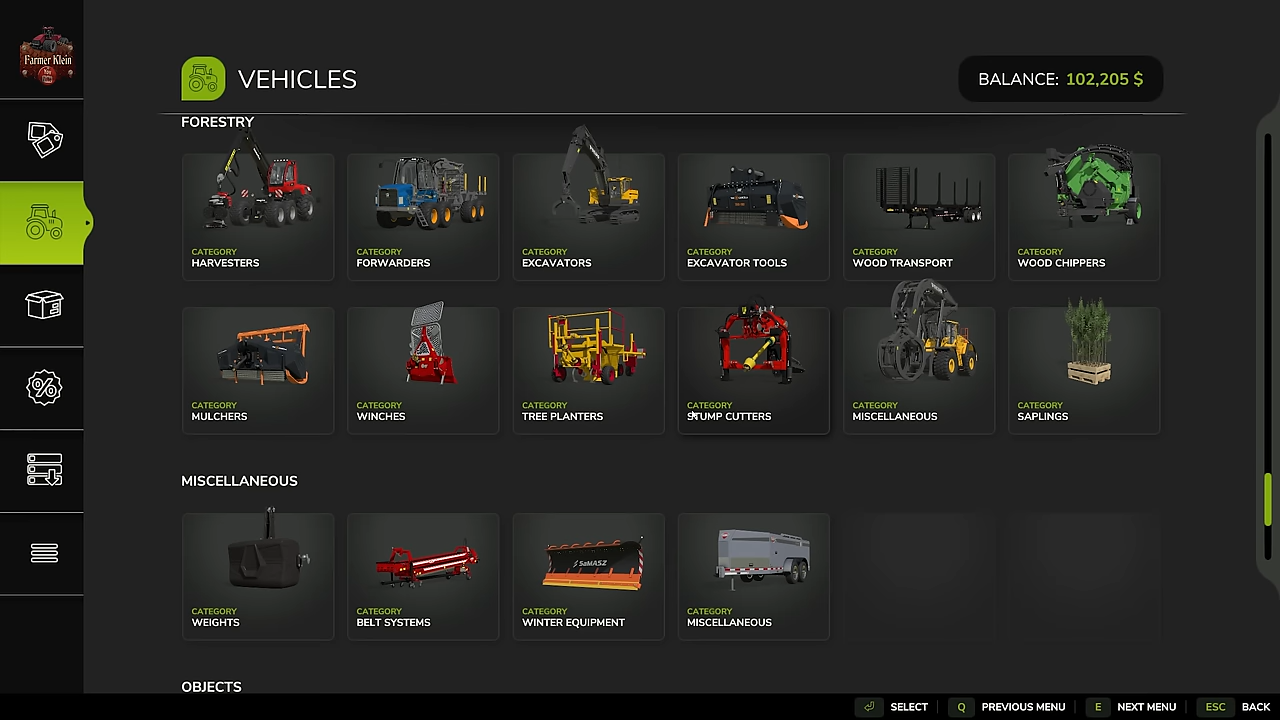 Farmer Klein
You
VEHICLES
BALANCE: 102,205 $
FORESTRY
CATEGORY
HARVESTERS
CATEGORY
FORWARDERS
CATEGORY
EXCAVATORS
CATEGORY
EXCAVATOR TOOLS
CATEGORY
WOOD TRANSPORT
CATEGORY
WOOD CHIPPERS
CATEGORY
MULCHERS
CATEGORY
WINCHES
CATEGORY
TREE PLANTERS
CATEGORY
STUMP CUTTERS
CATEGORY
MISCELLANEOUS
CATEGORY
SAPLINGS
MISCELLANEOUS
CATEGORY
WEIGHTS
CATEGORY
BELT SYSTEMS
SaMASZ
CATEGORY
WINTER EQUIPMENT
CATEGORY
MISCELLANEOUS
OBJECTS
SELECT
Q PREVIOUS MENU
E NEXT MENU
ESC BACK